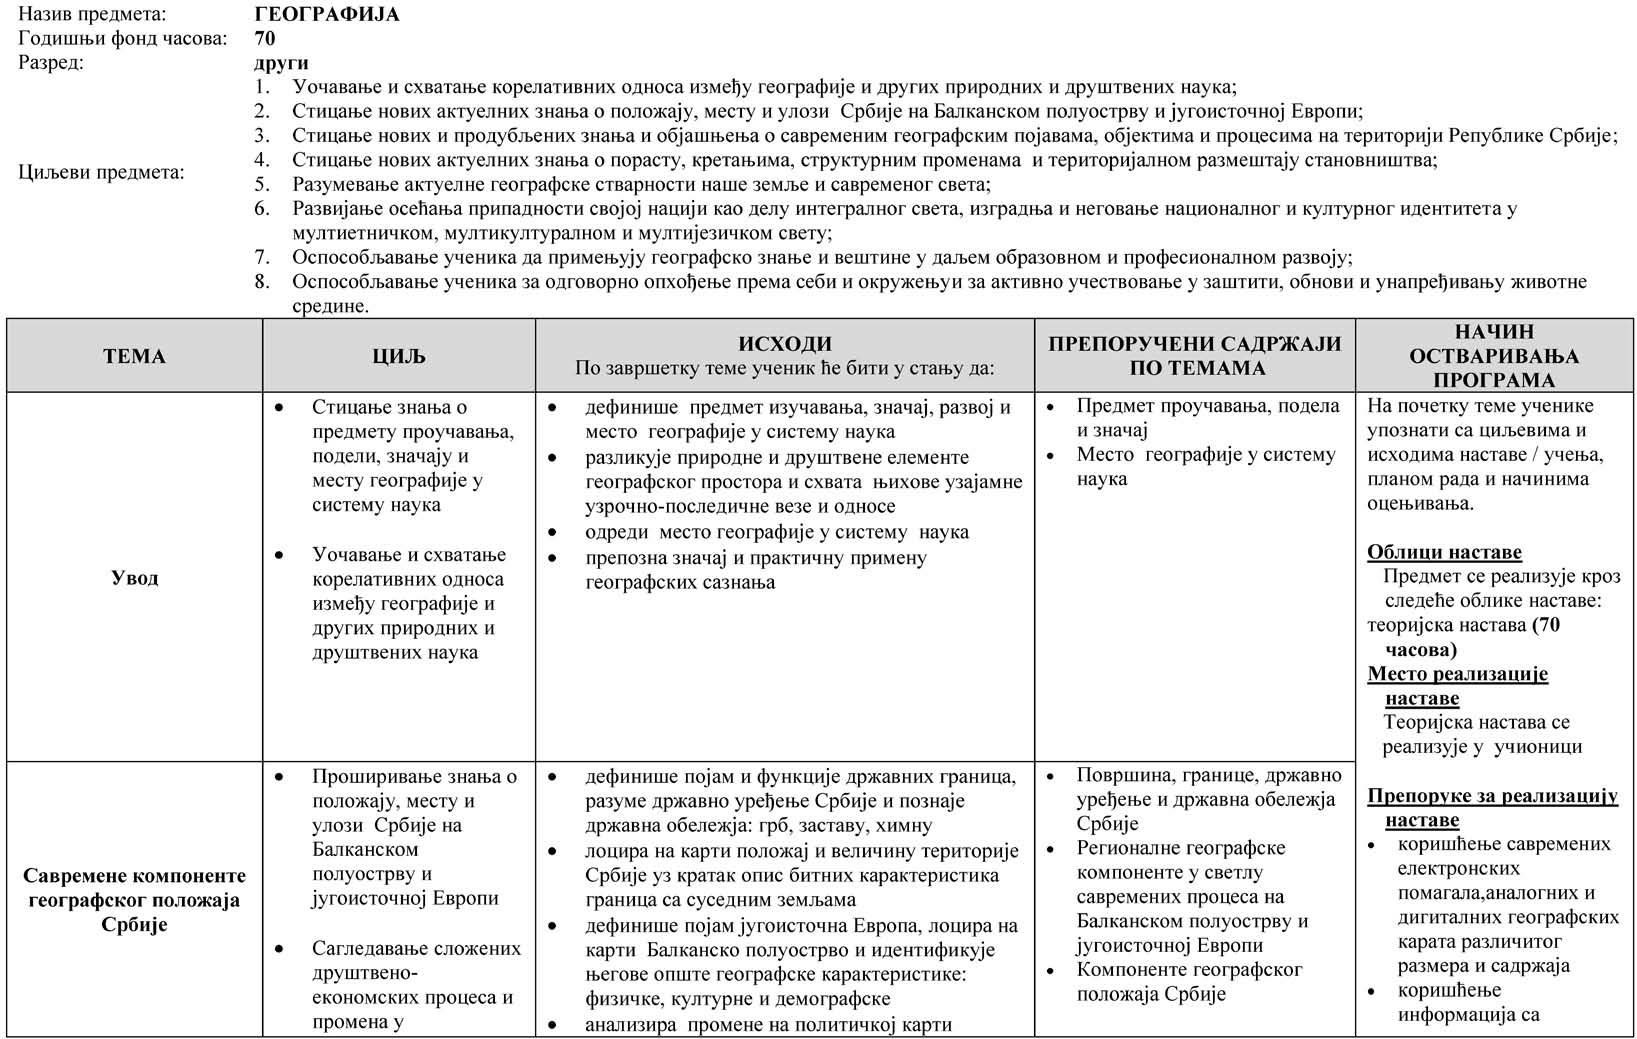 Назив предмета: ГЕОГРАФИЈА
Годишњи фонд часова: 70
Разред: други
Циљеви предмета:
1. Уочавање и схватање корелативних односа између географије и других природних и друштвених наука;
2. Стицање нових актуелних знања о положају, месту и улози Србије на Балканском полуострву и југоисточној Европи;
3. Стицање нових и продубљених знања и објашњења о савременим географским појавама, објектима и процесима на територији Републике Србије;
4. Стицање нових актуелних знања о порасту, кретањима, структурним променама и територијалном размештају становништва;
5. Разумевање актуелне географске стварности наше земље и савременог света;
6. Развијање осећања припадности својој нацији као делу интегралног света, изградња и неговање националног и културног идентитета у
мултиетничком, мултикултуралном и мултијезичком свету;
7. Оспособљавање ученика да примењују географско знање и вештине у даљем образовном и професионалном развоју;
8. Оспособљавање ученика за одговорно опхођење према себи и окружењуи за активно учествовање у заштити, обнови и унапређивању животне
средине.
ТЕМА
ЦИЉ
ИСХОДИ
По завршетку теме ученик ће бити у стању да:
ПРЕПОРУЧЕНИ САДРЖАЈИ
ПО ТЕМАМА
НАЧИН
ОСТВАРИВАЊА
ПРОГРАМА
Увод
• Стицање знања о
предмету проучавања,
подели, значају и
месту географије у
систему наука
• Уочавање и схватање
корелативних односа
између географије и
других природних и
друштвених наука
• дефинише предмет изучавања, значај, развој и
место географије у систему наука
• разликује природне и друштвене елементе
географског простора и схвата њихове узајамне
узрочно-последичне везе и односе
• одреди место географије у систему наука
• препозна значај и практичну примену
географских сазнања
• Предмет проучавања, подела
и значај
• Место географије у систему
наука
На почетку теме ученике
упознати са циљевима и
исходима наставе / учења,
планом рада и начинима
оцењивања.
Облици наставе
Предмет се реализује кроз
следеће облике наставе:
теоријска настава (70
часова)
Место реализације
наставе
Теоријска настава се
реализује у учионици
Препоруке за реализацију
наставе
• коришћење савремених
електронских
помагала,аналогних и
дигиталних географских
карата различитог
размера и садржаја
• коришћење
информација са
Савремене компоненте
географског положаја
Србије
• Проширивање знања о
положају, месту и
улози Србије на
Балканском
полуострву и
југоисточној Европи
• Сагледавање сложених
друштвено-
економских процеса и
промена у
• дефинише појам и функције државних граница,
разуме државно уређење Србије и познаје
државна обележја: грб, заставу, химну
• лоцира на карти положај и величину територије
Србије уз кратак опис битних карактеристика
граница са суседним земљама
• дефинише појам југоисточна Европа, лоцира на
карти Балканско полуострво и идентификује
његове опште географске карактеристике:
физичке, културне и демографске
• анализира промене на политичкој карти
• Површина, границе, државно
уређење и државна обележја
Србије
• Регионалне географске
компоненте у светлу
савремених процеса на
Балканском полуострву и
југоисточној Европи
• Компоненте географског
положаја Србије